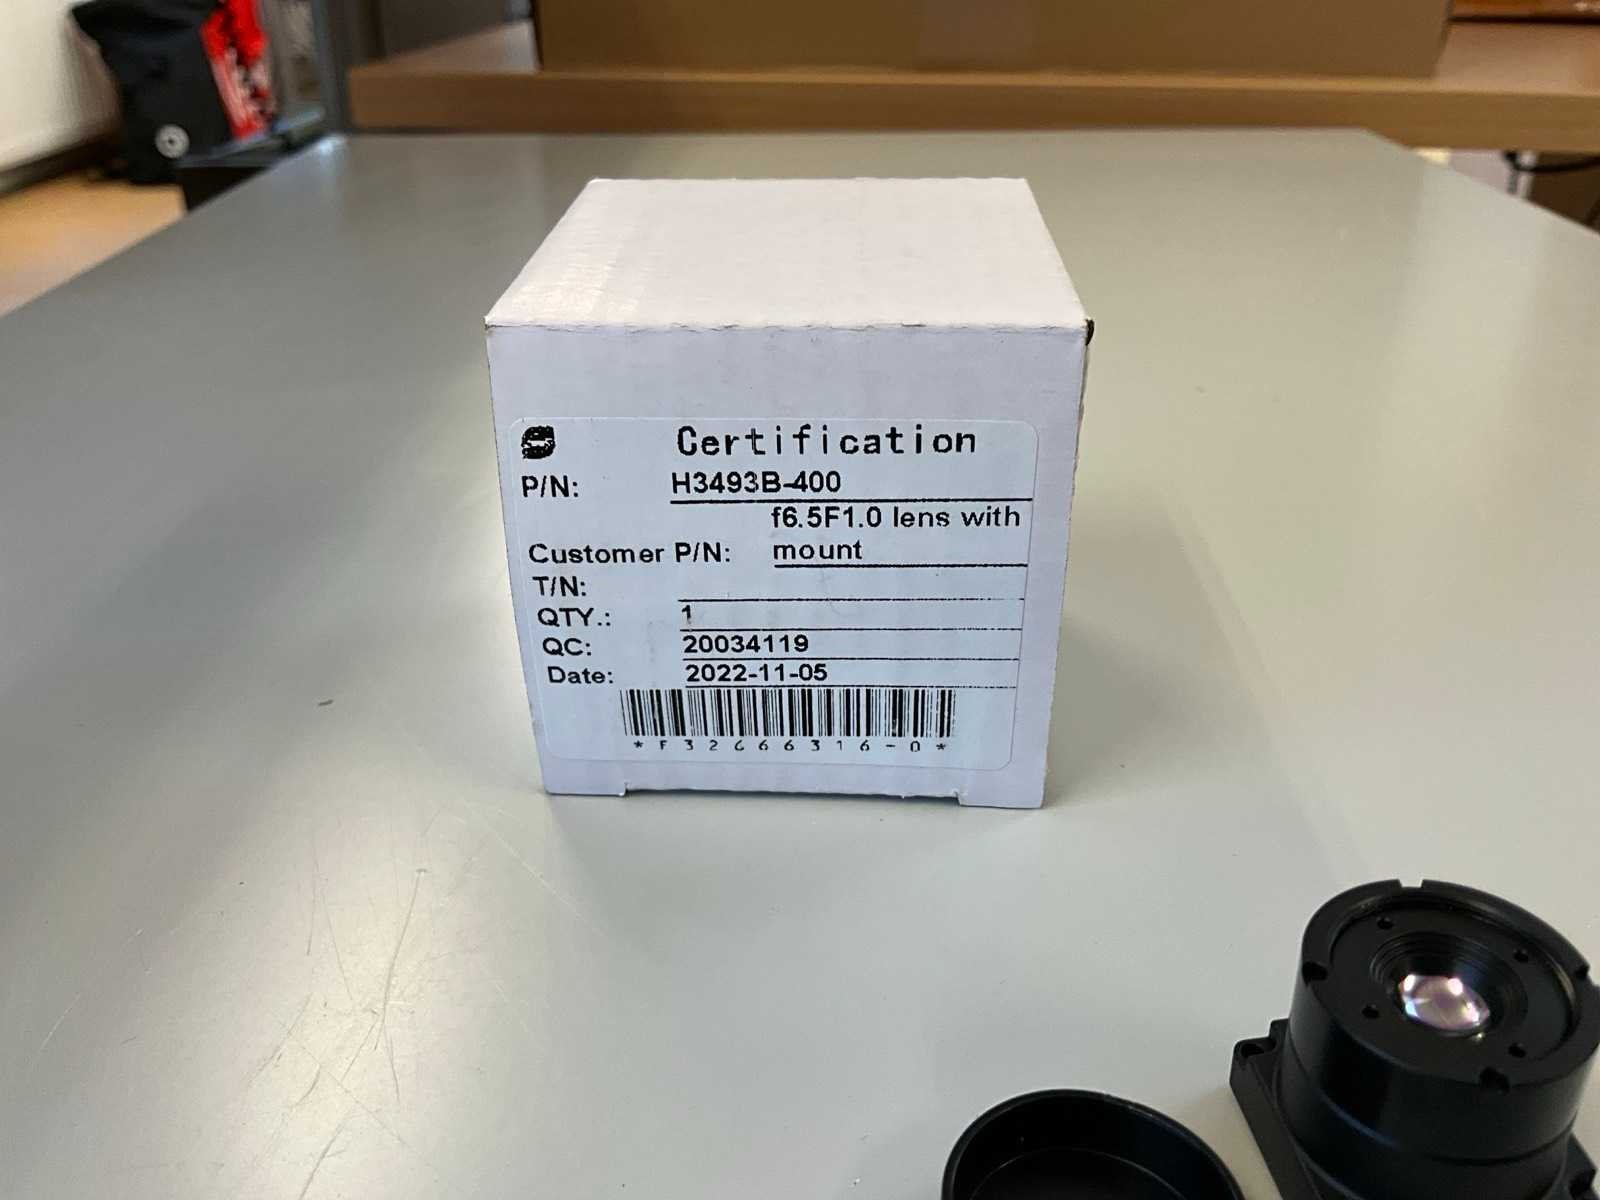 Certification
P/N: H3493B-400
f6.5F1.0 lens with
Customer P/N: mount
T/N:
QTY.: 1
QC: 20034119
Date: 2022-11-05
*F32666316-0*